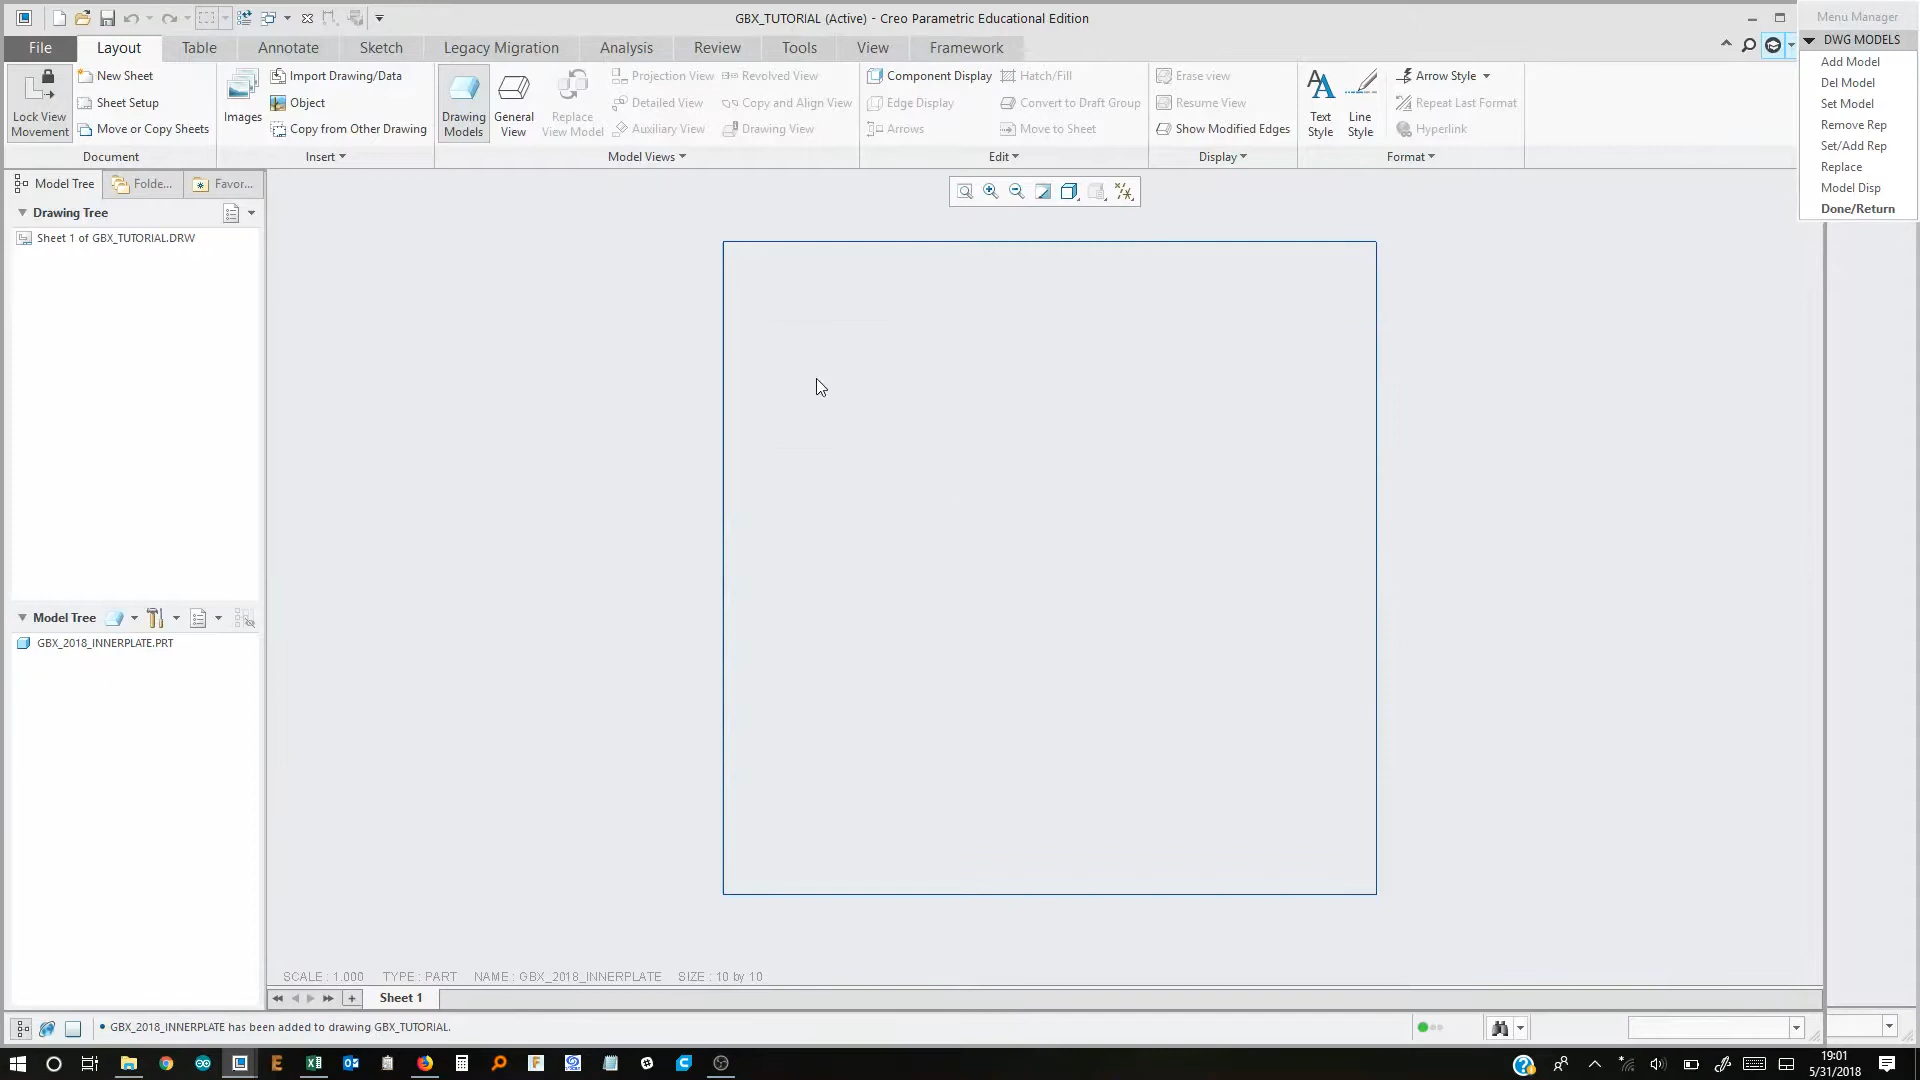 GBX_TUTORIAL (Active) - Creo Parametric Educational Edition
Menu Manager
File Layout Table Annotate Sketch Legacy Migration Analysis Review Tools View Framework
DWG MODELS
Add Model
Del Model
Set Model
Remove Rep
Set/Add Rep
Replace
Model Disp
Done/Return
Lock View Movement
New Sheet
Sheet Setup
Move or Copy Sheets
Document
Images
Import Drawing/Data
Object
Copy from Other Drawing
Insert
Drawing Models
General View
Replace View Model
Projection View
Detailed View
Auxiliary View
Revolved View
Copy and Align View
Drawing View
Model Views
Component Display
Edge Display
Arrows
Hatch/Fill
Convert to Draft Group
Move to Sheet
Edit
Erase view
Resume View
Show Modified Edges
Display
Text Style
Line Style
Arrow Style
Repeat Last Format
Hyperlink
Format
Model Tree Folde... Favor...
Drawing Tree
Sheet 1 of GBX_TUTORIAL.DRW
Model Tree
GBX_2018_INNERPLATE.PRT
SCALE : 1.000 TYPE : PART NAME : GBX_2018_INNERPLATE SIZE : 10 by 10
Sheet 1
• GBX_2018_INNERPLATE has been added to drawing GBX_TUTORIAL.
19:01
5/31/2018